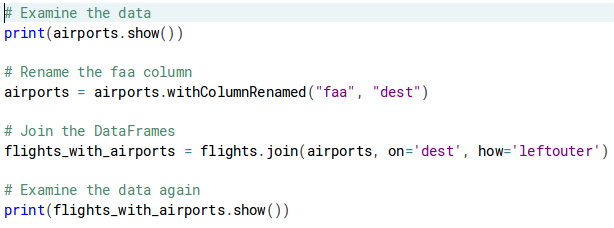 # Examine the data
print(airports.show())
# Rename the faa column
airports = airports.withColumnRenamed("faa", "dest")
# Join the DataFrames
flights_with_airports = flights.join(airports, on='dest', how='leftouter')
# Examine the data again
print(flights_with_airports.show())